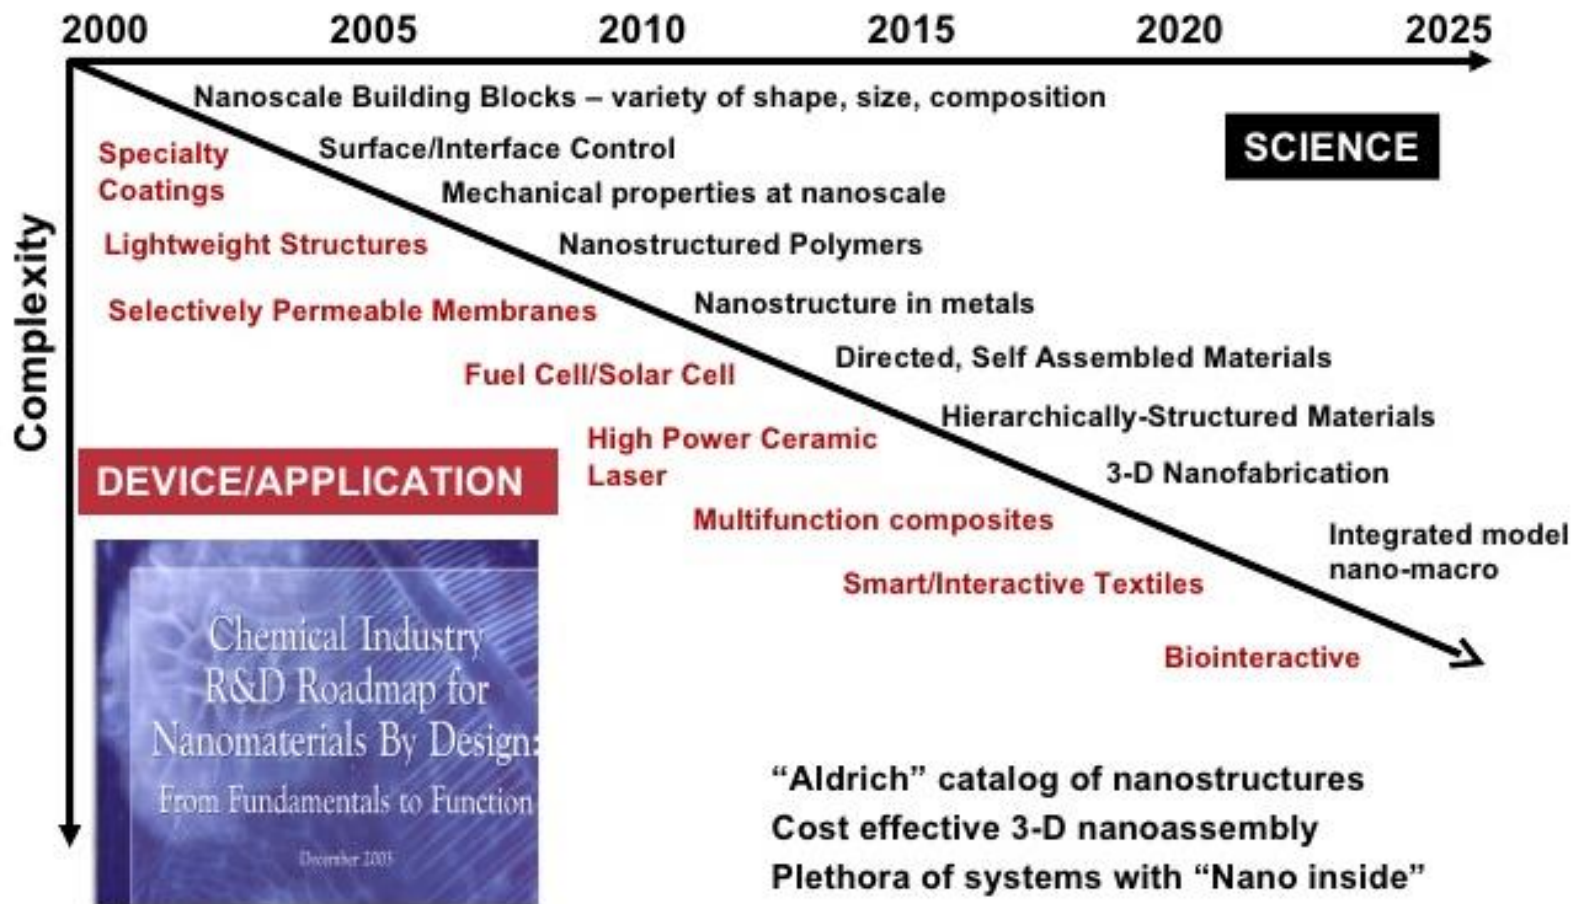 2000 2005 2010 2015 2020 2025
Complexity
Nanoscale Building Blocks – variety of shape, size, composition
SCIENCE
Surface/Interface Control
Specialty
Coatings
Mechanical properties at nanoscale
Lightweight Structures
Nanostructured Polymers
Selectively Permeable Membranes
Nanostructure in metals
Directed, Self Assembled Materials
Fuel Cell/Solar Cell
Hierarchically-Structured Materials
High Power Ceramic
Laser
3-D Nanofabrication
DEVICE/APPLICATION
Multifunction composites
Integrated model
nano-macro
Smart/Interactive Textiles
Biointeractive
Chemical Industry
R&D Roadmap for
Nanomaterials By Design:
From Fundamentals to Function
December 2003
“Aldrich” catalog of nanostructures
Cost effective 3-D nanoassembly
Plethora of systems with “Nano inside”